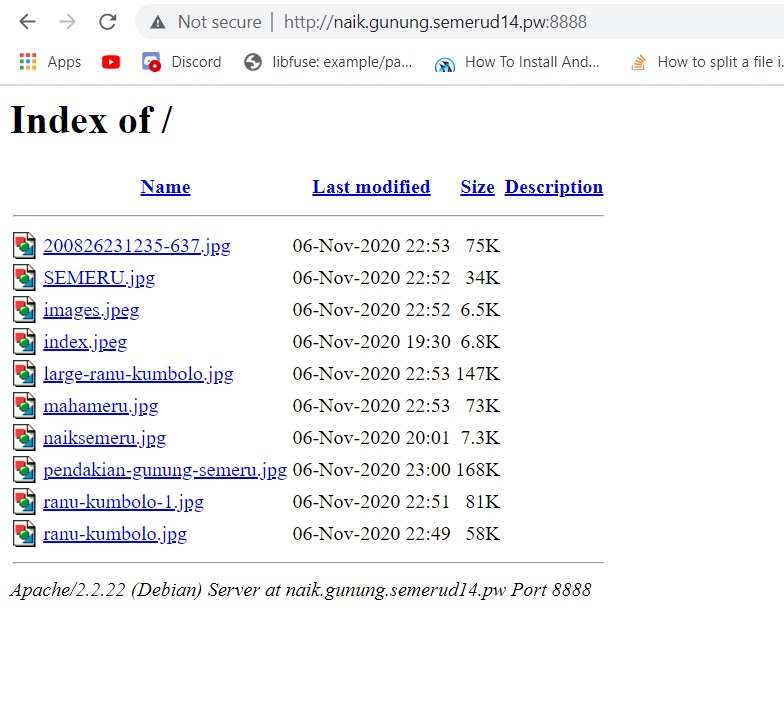 Not secure | http://naik.gunung.semerud14.pw:8888
Apps Discord libfuse: example/pa... How To Install And... How to split a file i.
Index of /
Name Last modified Size Description
200826231235-637.jpg 06-Nov-2020 22:53 75K
SEMERU.jpg 06-Nov-2020 22:52 34K
images.jpeg 06-Nov-2020 22:52 6.5K
index.jpeg 06-Nov-2020 19:30 6.8K
large-ranu-kumbolo.jpg 06-Nov-2020 22:53 147K
mahameru.jpg 06-Nov-2020 22:53 73K
naiksemeru.jpg 06-Nov-2020 20:01 7.3K
pendakian-gunung-semeru.jpg 06-Nov-2020 23:00 168K
ranu-kumbolo-1.jpg 06-Nov-2020 22:51 81K
ranu-kumbolo.jpg 06-Nov-2020 22:49 58K
Apache/2.2.22 (Debian) Server at naik.gunung.semerud14.pw Port 8888